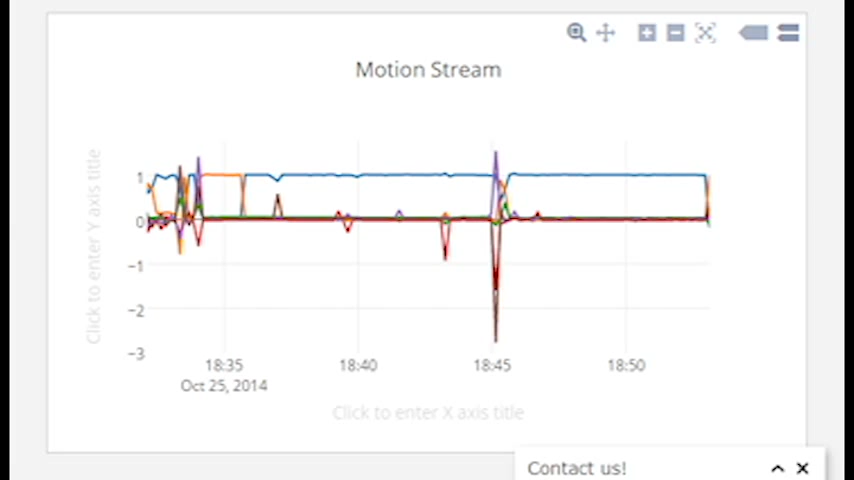 Motion Stream
Click to enter Y axis title
1
0
−1
−2
−3
18:35
18:40
18:45
18:50
Oct 25, 2014
Click to enter X axis title
Contact us!